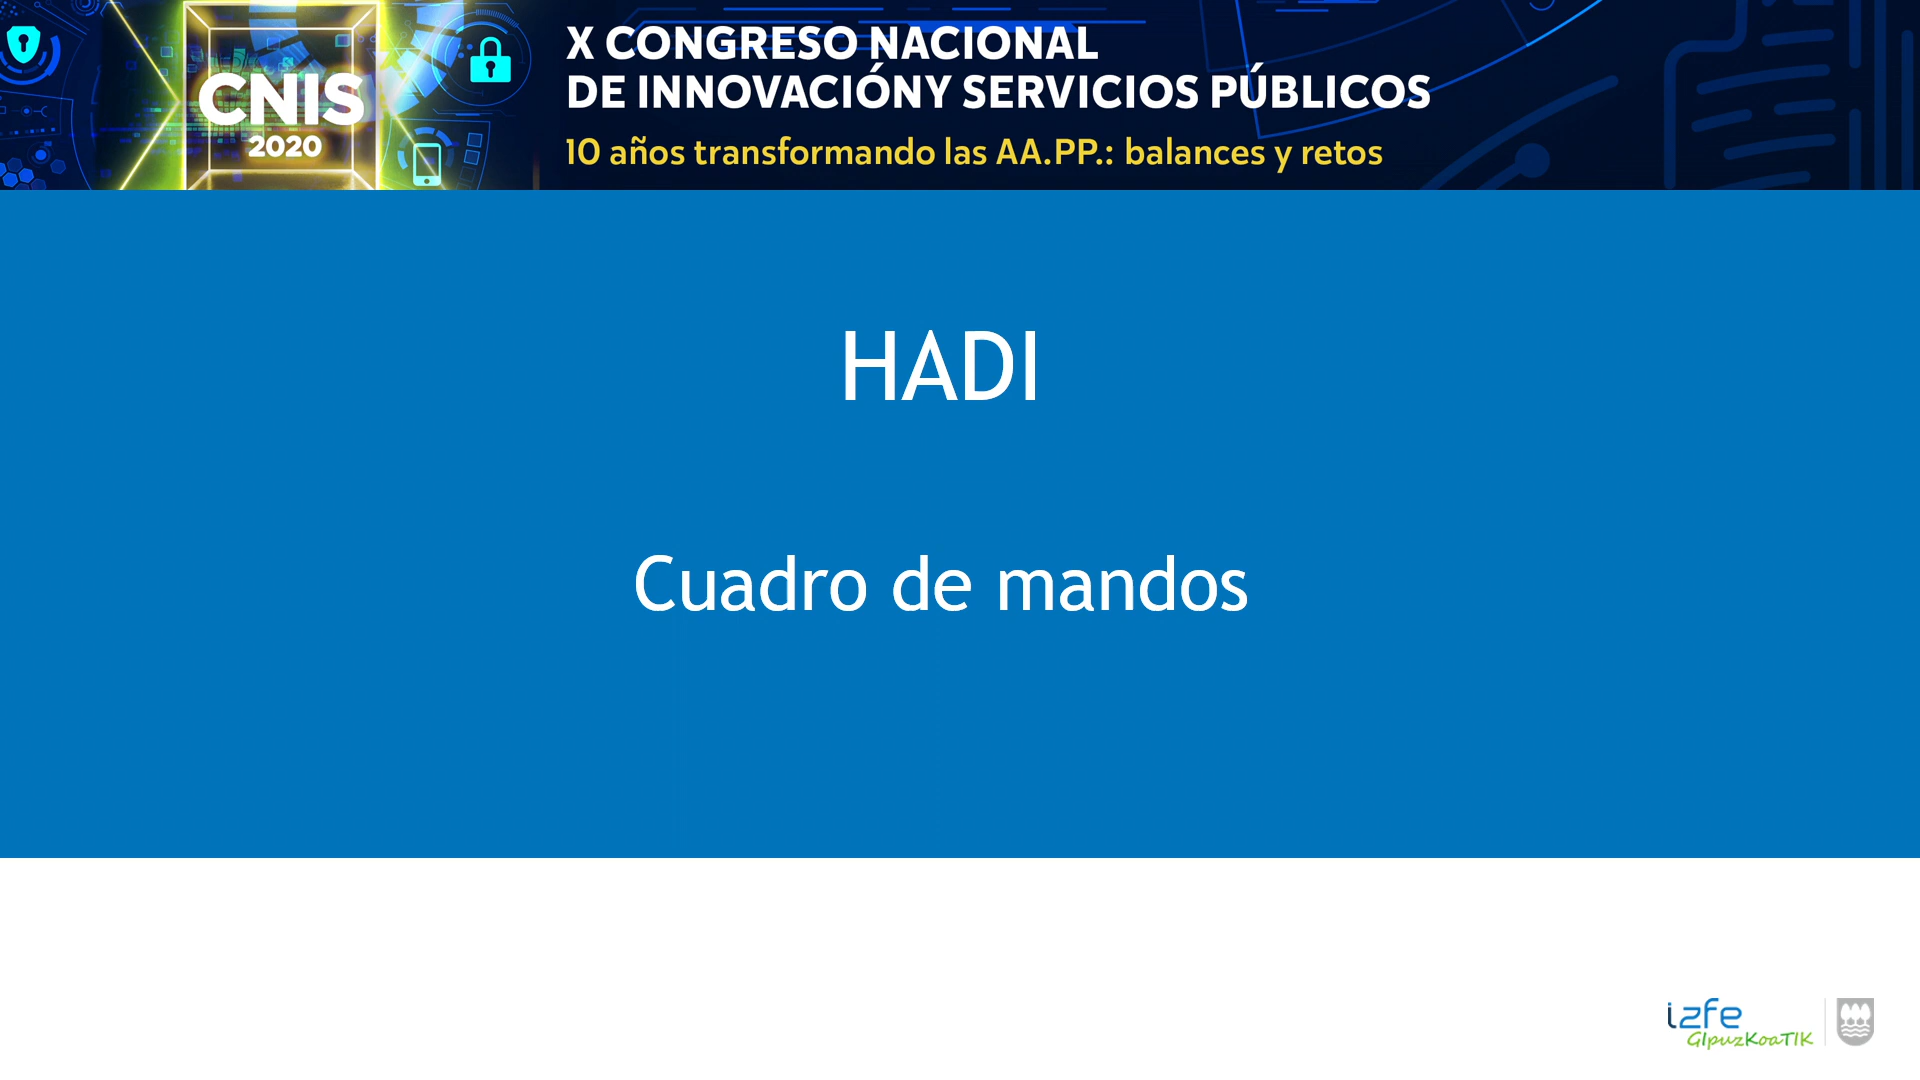 CNIS
2020
X CONGRESO NACIONAL
DE INNOVACIÓNY SERVICIOS PÚBLICOS
10 años transformando las AA.PP.: balances y retos
HADI
Cuadro de mandos
izfe
GIpuzKoaTIK